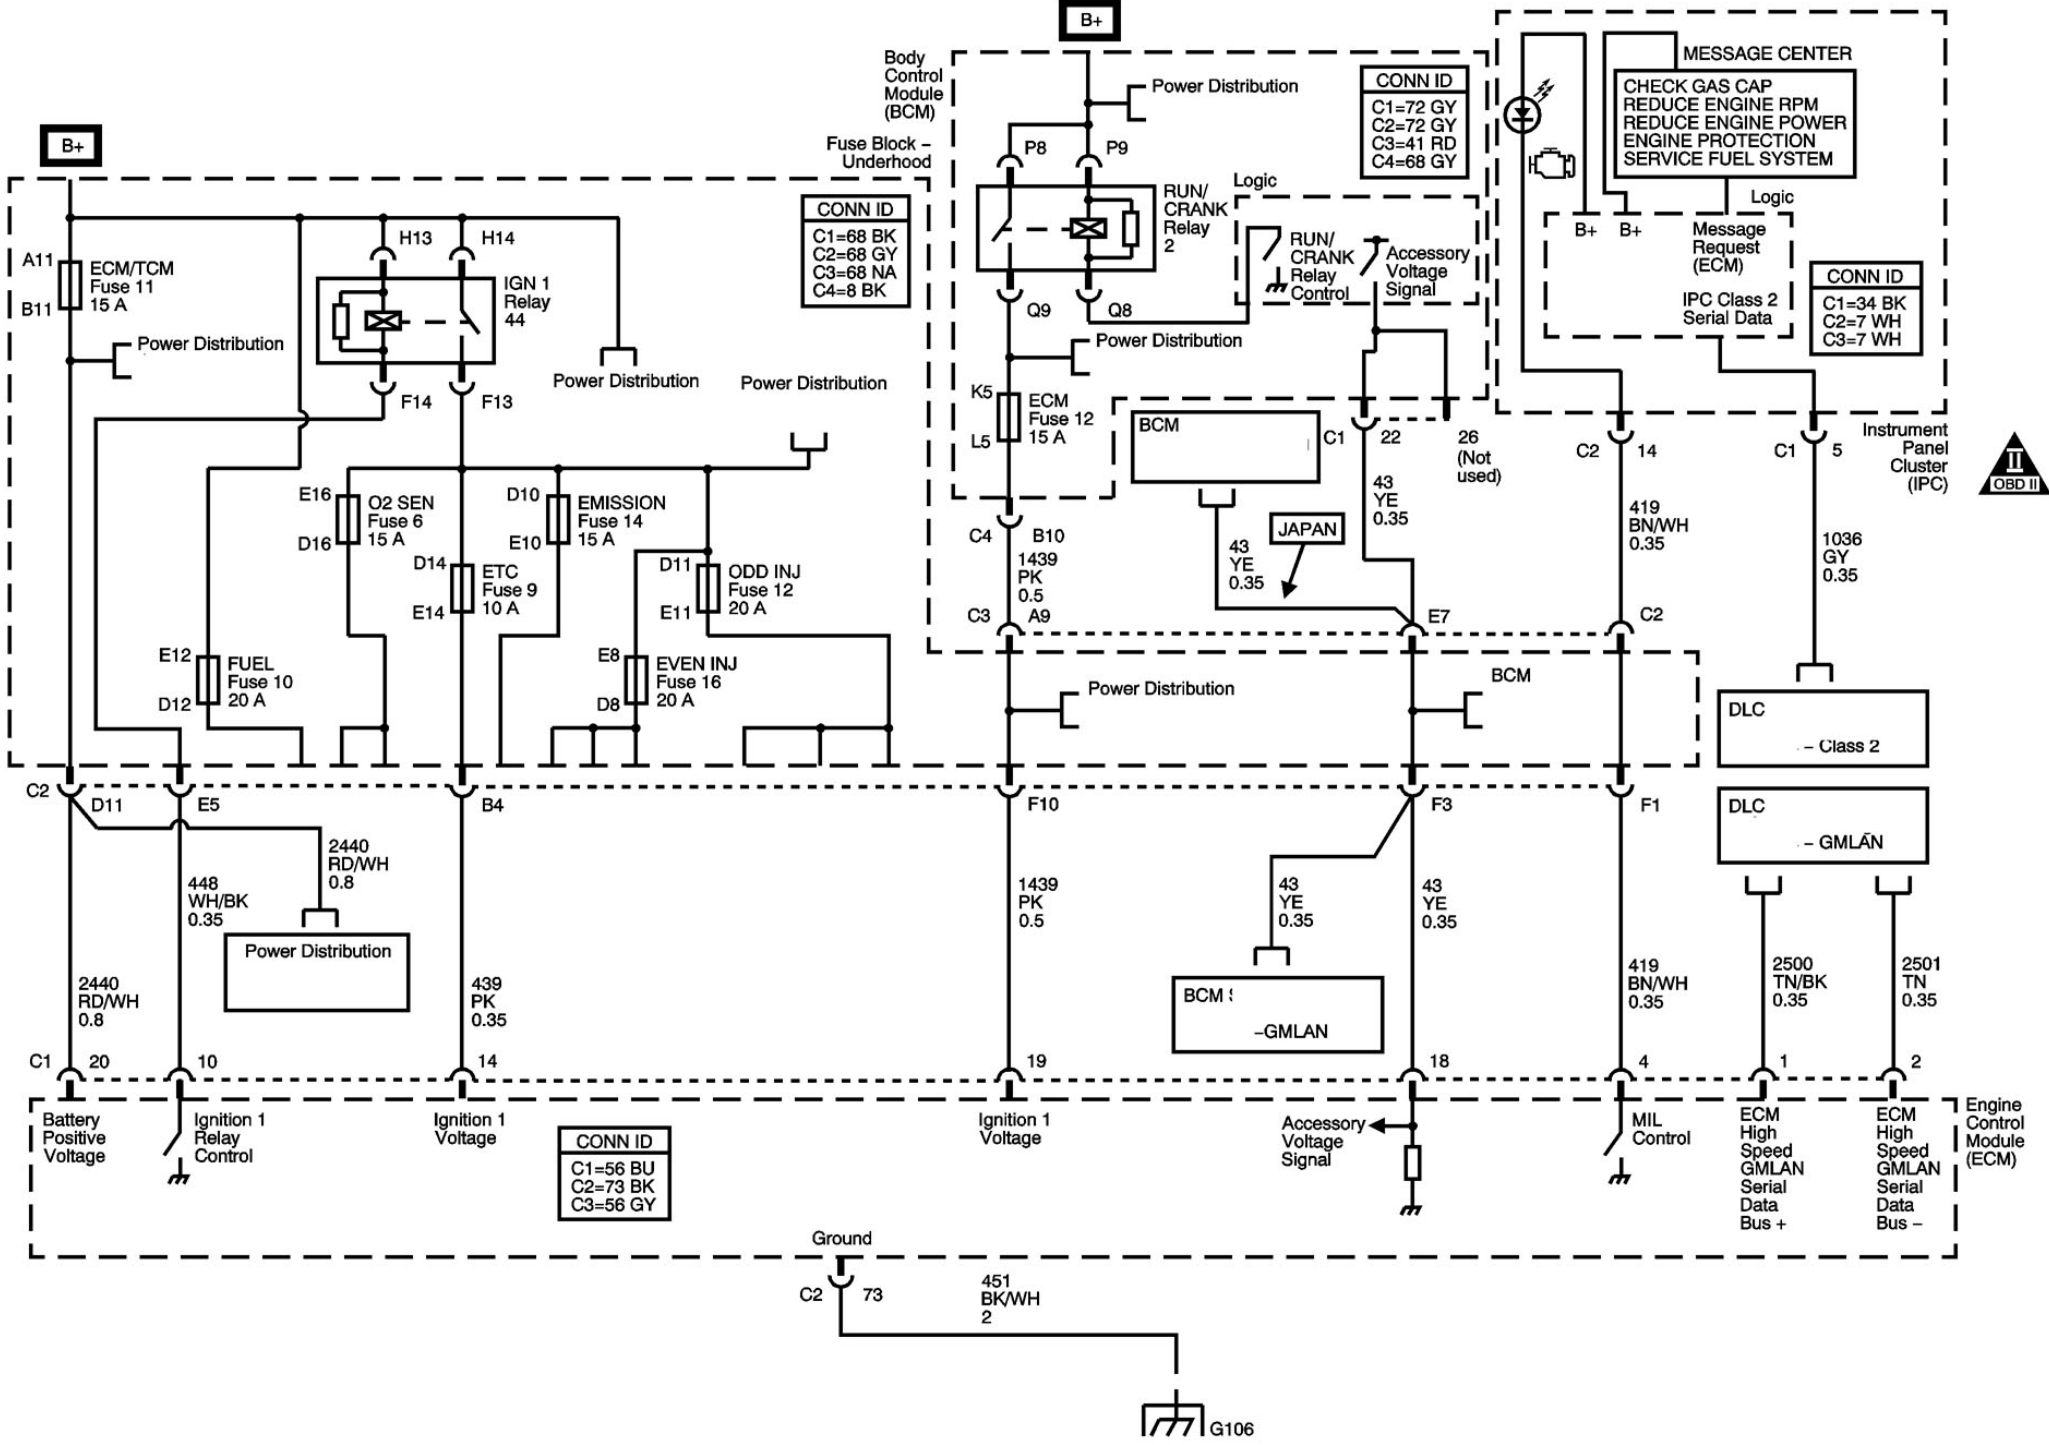 B+
Body
Control
Module
(BCM)
Power Distribution
CONN ID
C1=72 GY
C2=72 GY
C3=41 RD
C4=68 GY
MESSAGE CENTER
CHECK GAS CAP
REDUCE ENGINE RPM
REDUCE ENGINE POWER
ENGINE PROTECTION
SERVICE FUEL SYSTEM
Logic
B+
B+
Message
Request
(ECM)
IPC Class 2
Serial Data
CONN ID
C1=34 BK
C2=7 WH
C3=7 WH
Instrument
Panel
Cluster
(IPC)
II
OBD II
P8
P9
RUN/
CRANK
Relay
2
Logic
RUN/
CRANK
Relay
Control
Accessory
Voltage
Signal
Q9
Q8
Power Distribution
K5
ECM
Fuse 12
15 A
L5
BCM
C1
22
26
(Not
used)
43
YE
0.35
JAPAN
43
YE
0.35
C4
B10
1439
PK
0.5
C3
A9
E7
C2
14
419
BN/WH
0.35
C2
C1
5
1036
GY
0.35
B+
Fuse Block –
Underhood
CONN ID
C1=68 BK
C2=68 GY
C3=68 NA
C4=8 BK
A11
ECM/TCM
Fuse 11
15 A
B11
Power Distribution
H13
H14
IGN 1
Relay
44
F14
F13
Power Distribution
Power Distribution
E16
O2 SEN
Fuse 6
15 A
D16
D14
ETC
Fuse 9
10 A
E14
D10
EMISSION
Fuse 14
15 A
E10
D11
ODD INJ
Fuse 12
20 A
E11
E12
FUEL
Fuse 10
20 A
D12
E8
EVEN INJ
Fuse 16
20 A
D8
Power Distribution
BCM
DLC
– Class 2
DLC
– GMLAN
C2
D11
E5
B4
F10
F3
F1
2440
RD/WH
0.8
448
WH/BK
0.35
Power Distribution
2440
RD/WH
0.8
439
PK
0.35
1439
PK
0.5
43
YE
0.35
43
YE
0.35
BCM
–GMLAN
419
BN/WH
0.35
2500
TN/BK
0.35
2501
TN
0.35
C1
20
10
14
19
18
4
1
2
Battery
Positive
Voltage
Ignition 1
Relay
Control
Ignition 1
Voltage
CONN ID
C1=56 BU
C2=73 BK
C3=56 GY
Ignition 1
Voltage
Accessory
Voltage
Signal
MIL
Control
ECM
High
Speed
GMLAN
Serial
Data
Bus +
ECM
High
Speed
GMLAN
Serial
Data
Bus –
Engine
Control
Module
(ECM)
Ground
C2
73
451
BK/WH
2
G106